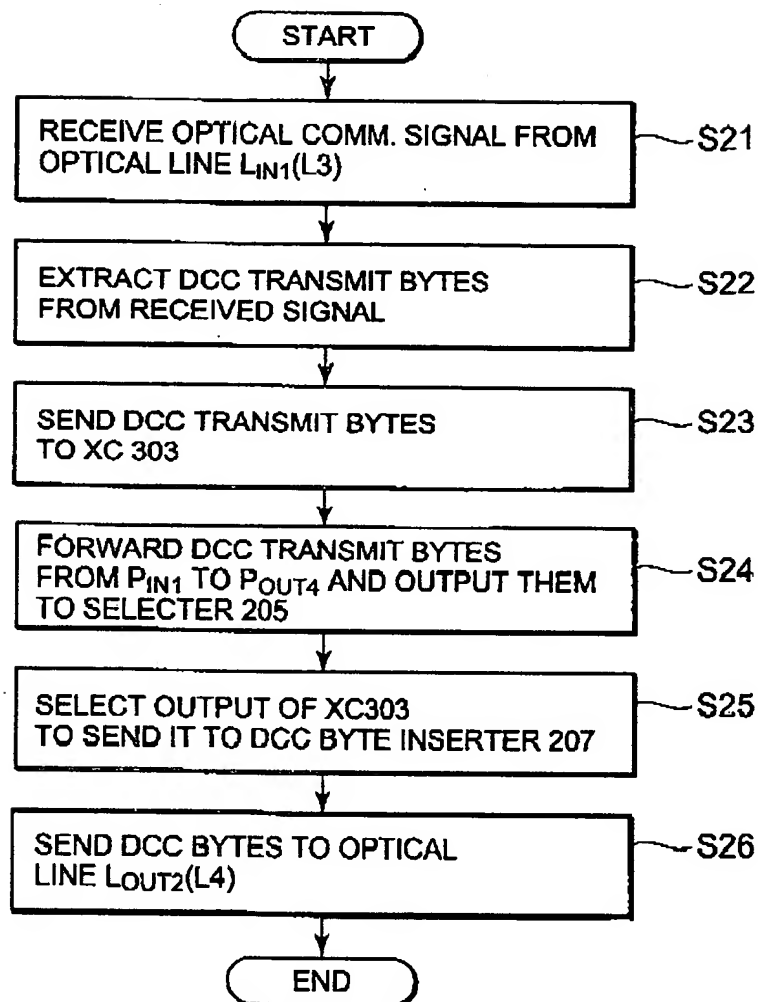 START
RECEIVE OPTICAL COMM. SIGNAL FROM
OPTICAL LINE LIN1(L3)
S21
EXTRACT DCC TRANSMIT BYTES
FROM RECEIVED SIGNAL
S22
SEND DCC TRANSMIT BYTES
TO XC 303
S23
FORWARD DCC TRANSMIT BYTES
FROM PIN1 TO POUT4 AND OUTPUT THEM
TO SELECTER 205
S24
SELECT OUTPUT OF XC303
TO SEND IT TO DCC BYTE INSERTER 207
S25
SEND DCC BYTES TO OPTICAL
LINE LOUT2(L4)
S26
END